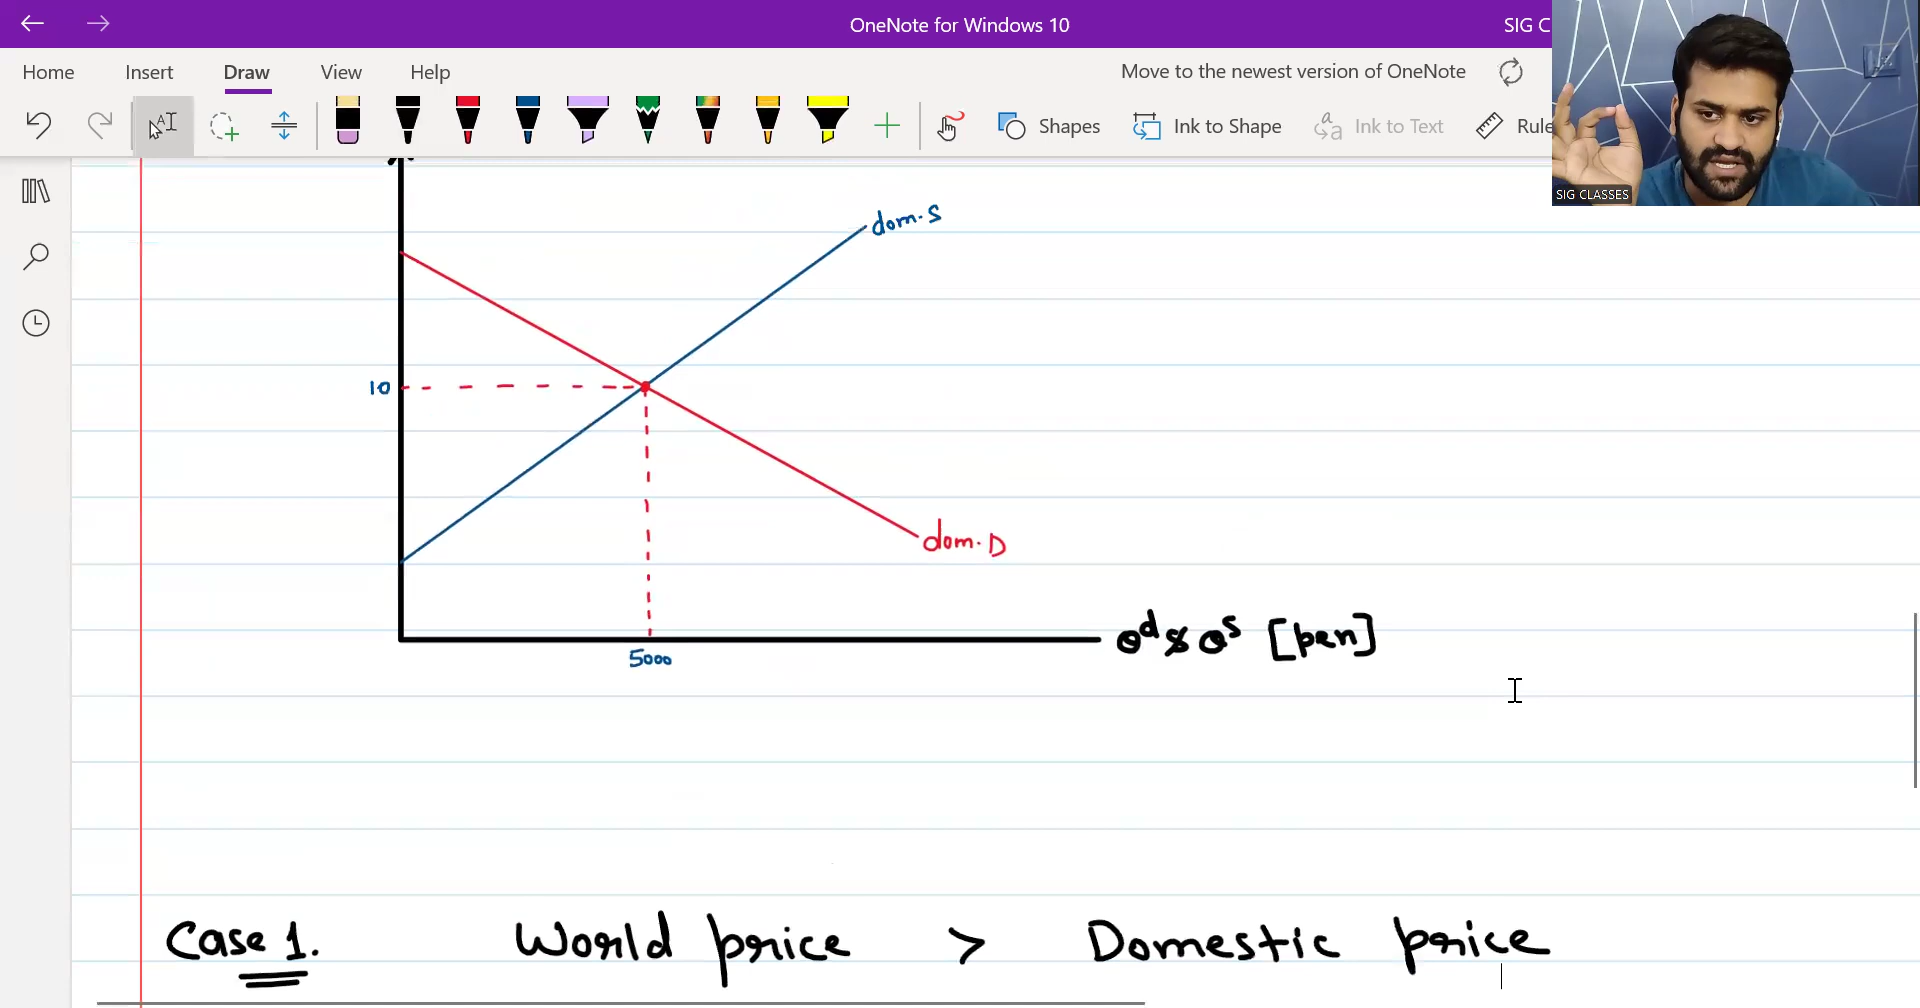 OneNote for Windows 10
SIG C
Home Insert Draw View Help
Move to the newest version of OneNote
Shapes Ink to Shape Ink to Text Rule
SIG CLASSES
dom. S
10
dom. D
5000
Qd & Qs [pen]
Case 1. World price > Domestic price